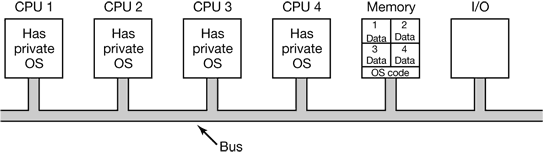 CPU 1
Has
private
OS
CPU 2
Has
private
OS
CPU 3
Has
private
OS
CPU 4
Has
private
OS
Memory
1 2
Data Data
3 4
Data Data
OS code
I/O
Bus